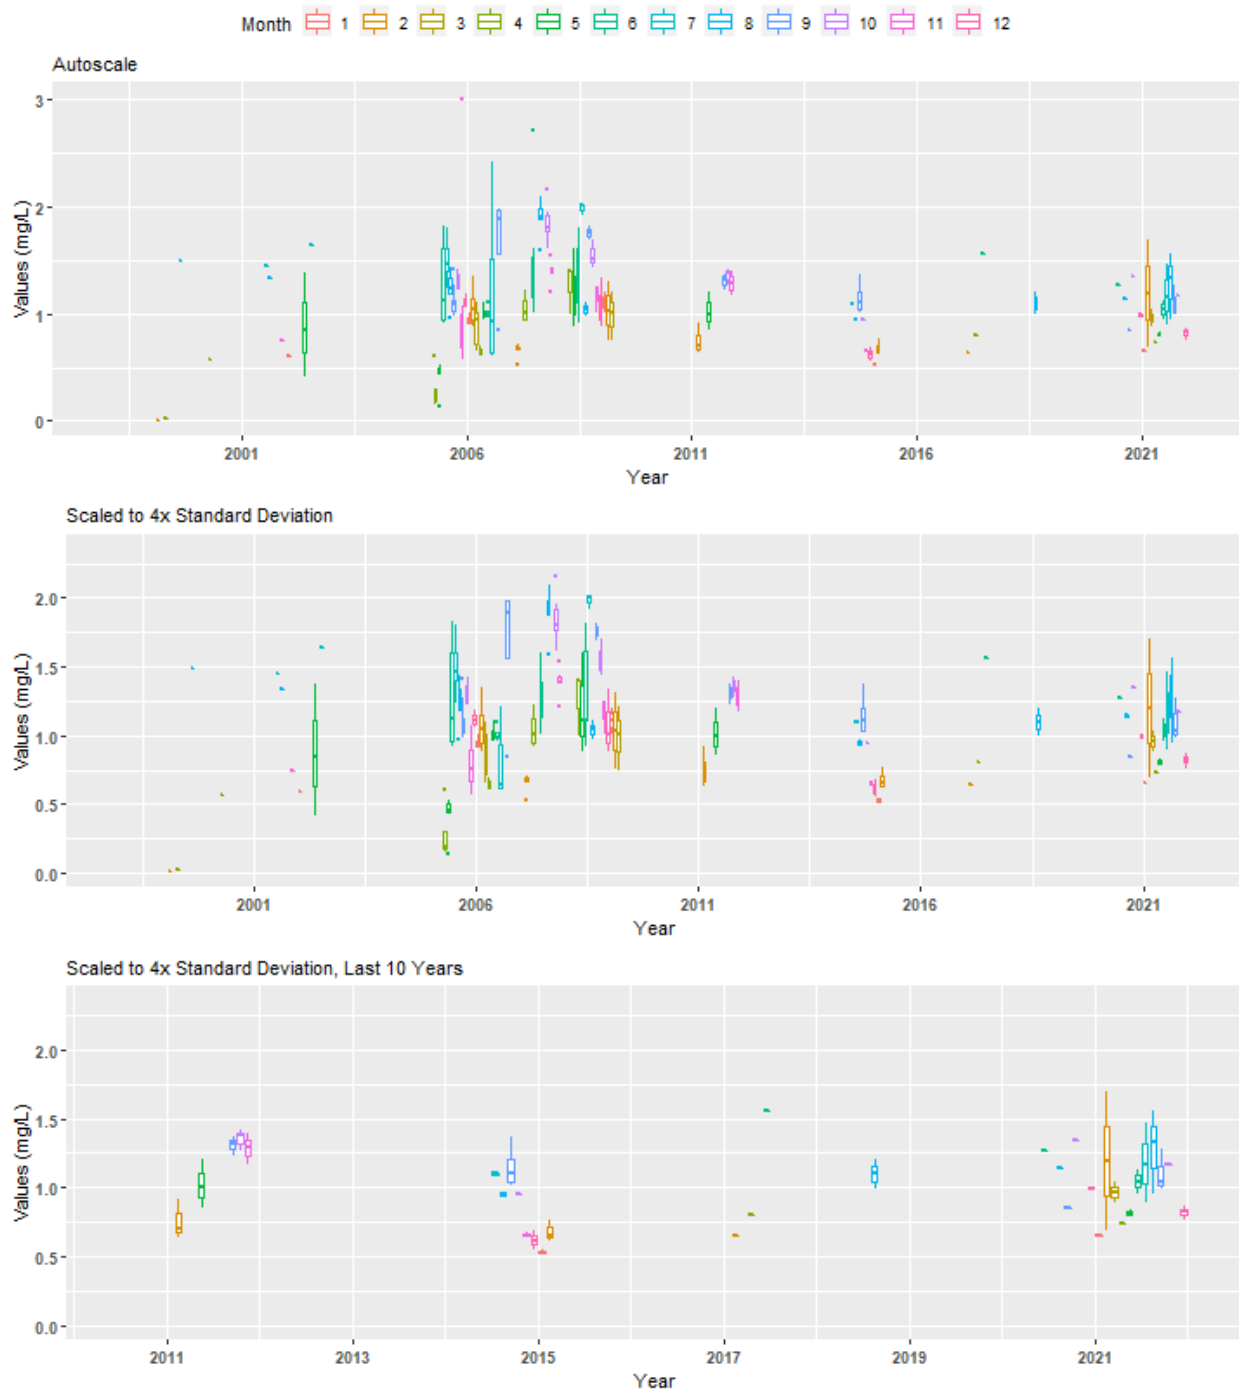 Month 1 2 3 4 5 6 7 8 9 10 11 12
Autoscale
3
2
1
0
Values (mg/L)
2001 2006 2011 2016 2021
Year
Scaled to 4x Standard Deviation
2.0
1.5
1.0
0.5
0.0
Values (mg/L)
2001 2006 2011 2016 2021
Year
Scaled to 4x Standard Deviation, Last 10 Years
2.0
1.5
1.0
0.5
0.0
Values (mg/L)
2011 2013 2015 2017 2019 2021
Year